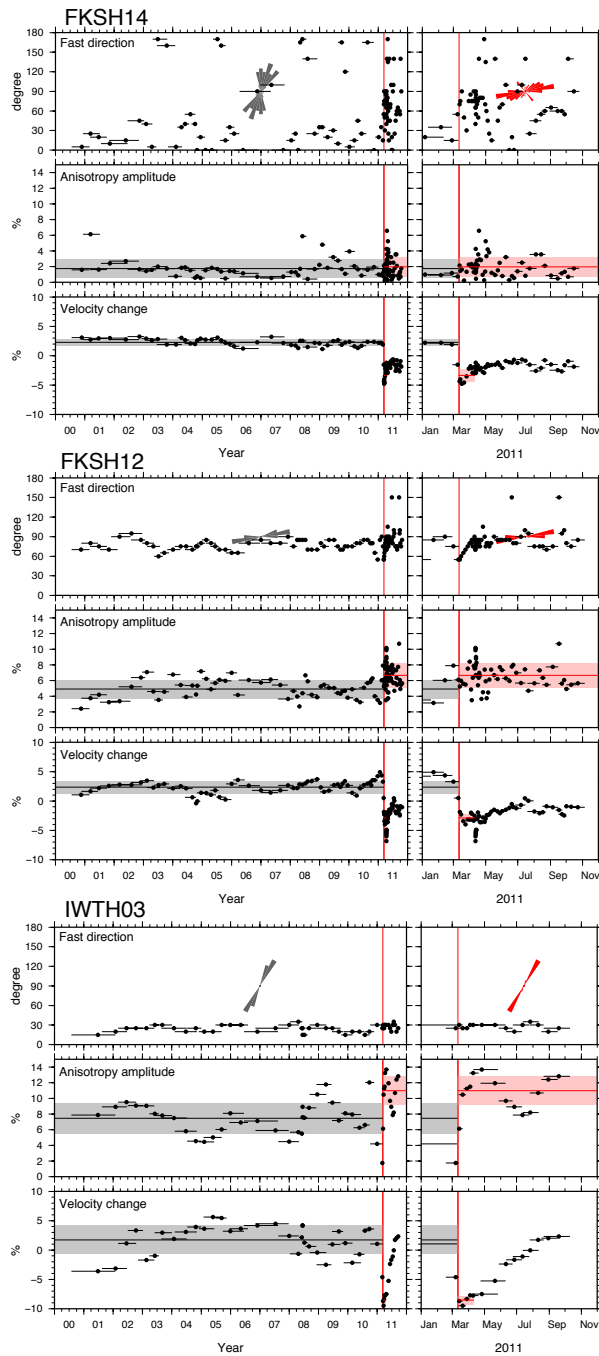 FKSH14
Fast direction
degree
180
150
120
90
60
30
0
Anisotropy amplitude
%
14
12
10
8
6
4
2
0
Velocity change
%
10
5
0
−5
−10
00 01 02 03 04 05 06 07 08 09 10 11
Jan Mar May Jul Sep Nov
Year
2011
FKSH12
Fast direction
degree
180
150
120
90
60
30
0
Anisotropy amplitude
%
14
12
10
8
6
4
2
0
Velocity change
%
10
5
0
−5
−10
00 01 02 03 04 05 06 07 08 09 10 11
Jan Mar May Jul Sep Nov
Year
2011
IWTH03
Fast direction
degree
180
150
120
90
60
30
0
Anisotropy amplitude
%
14
12
10
8
6
4
2
0
Velocity change
%
10
5
0
−5
−10
00 01 02 03 04 05 06 07 08 09 10 11
Jan Mar May Jul Sep Nov
Year
2011